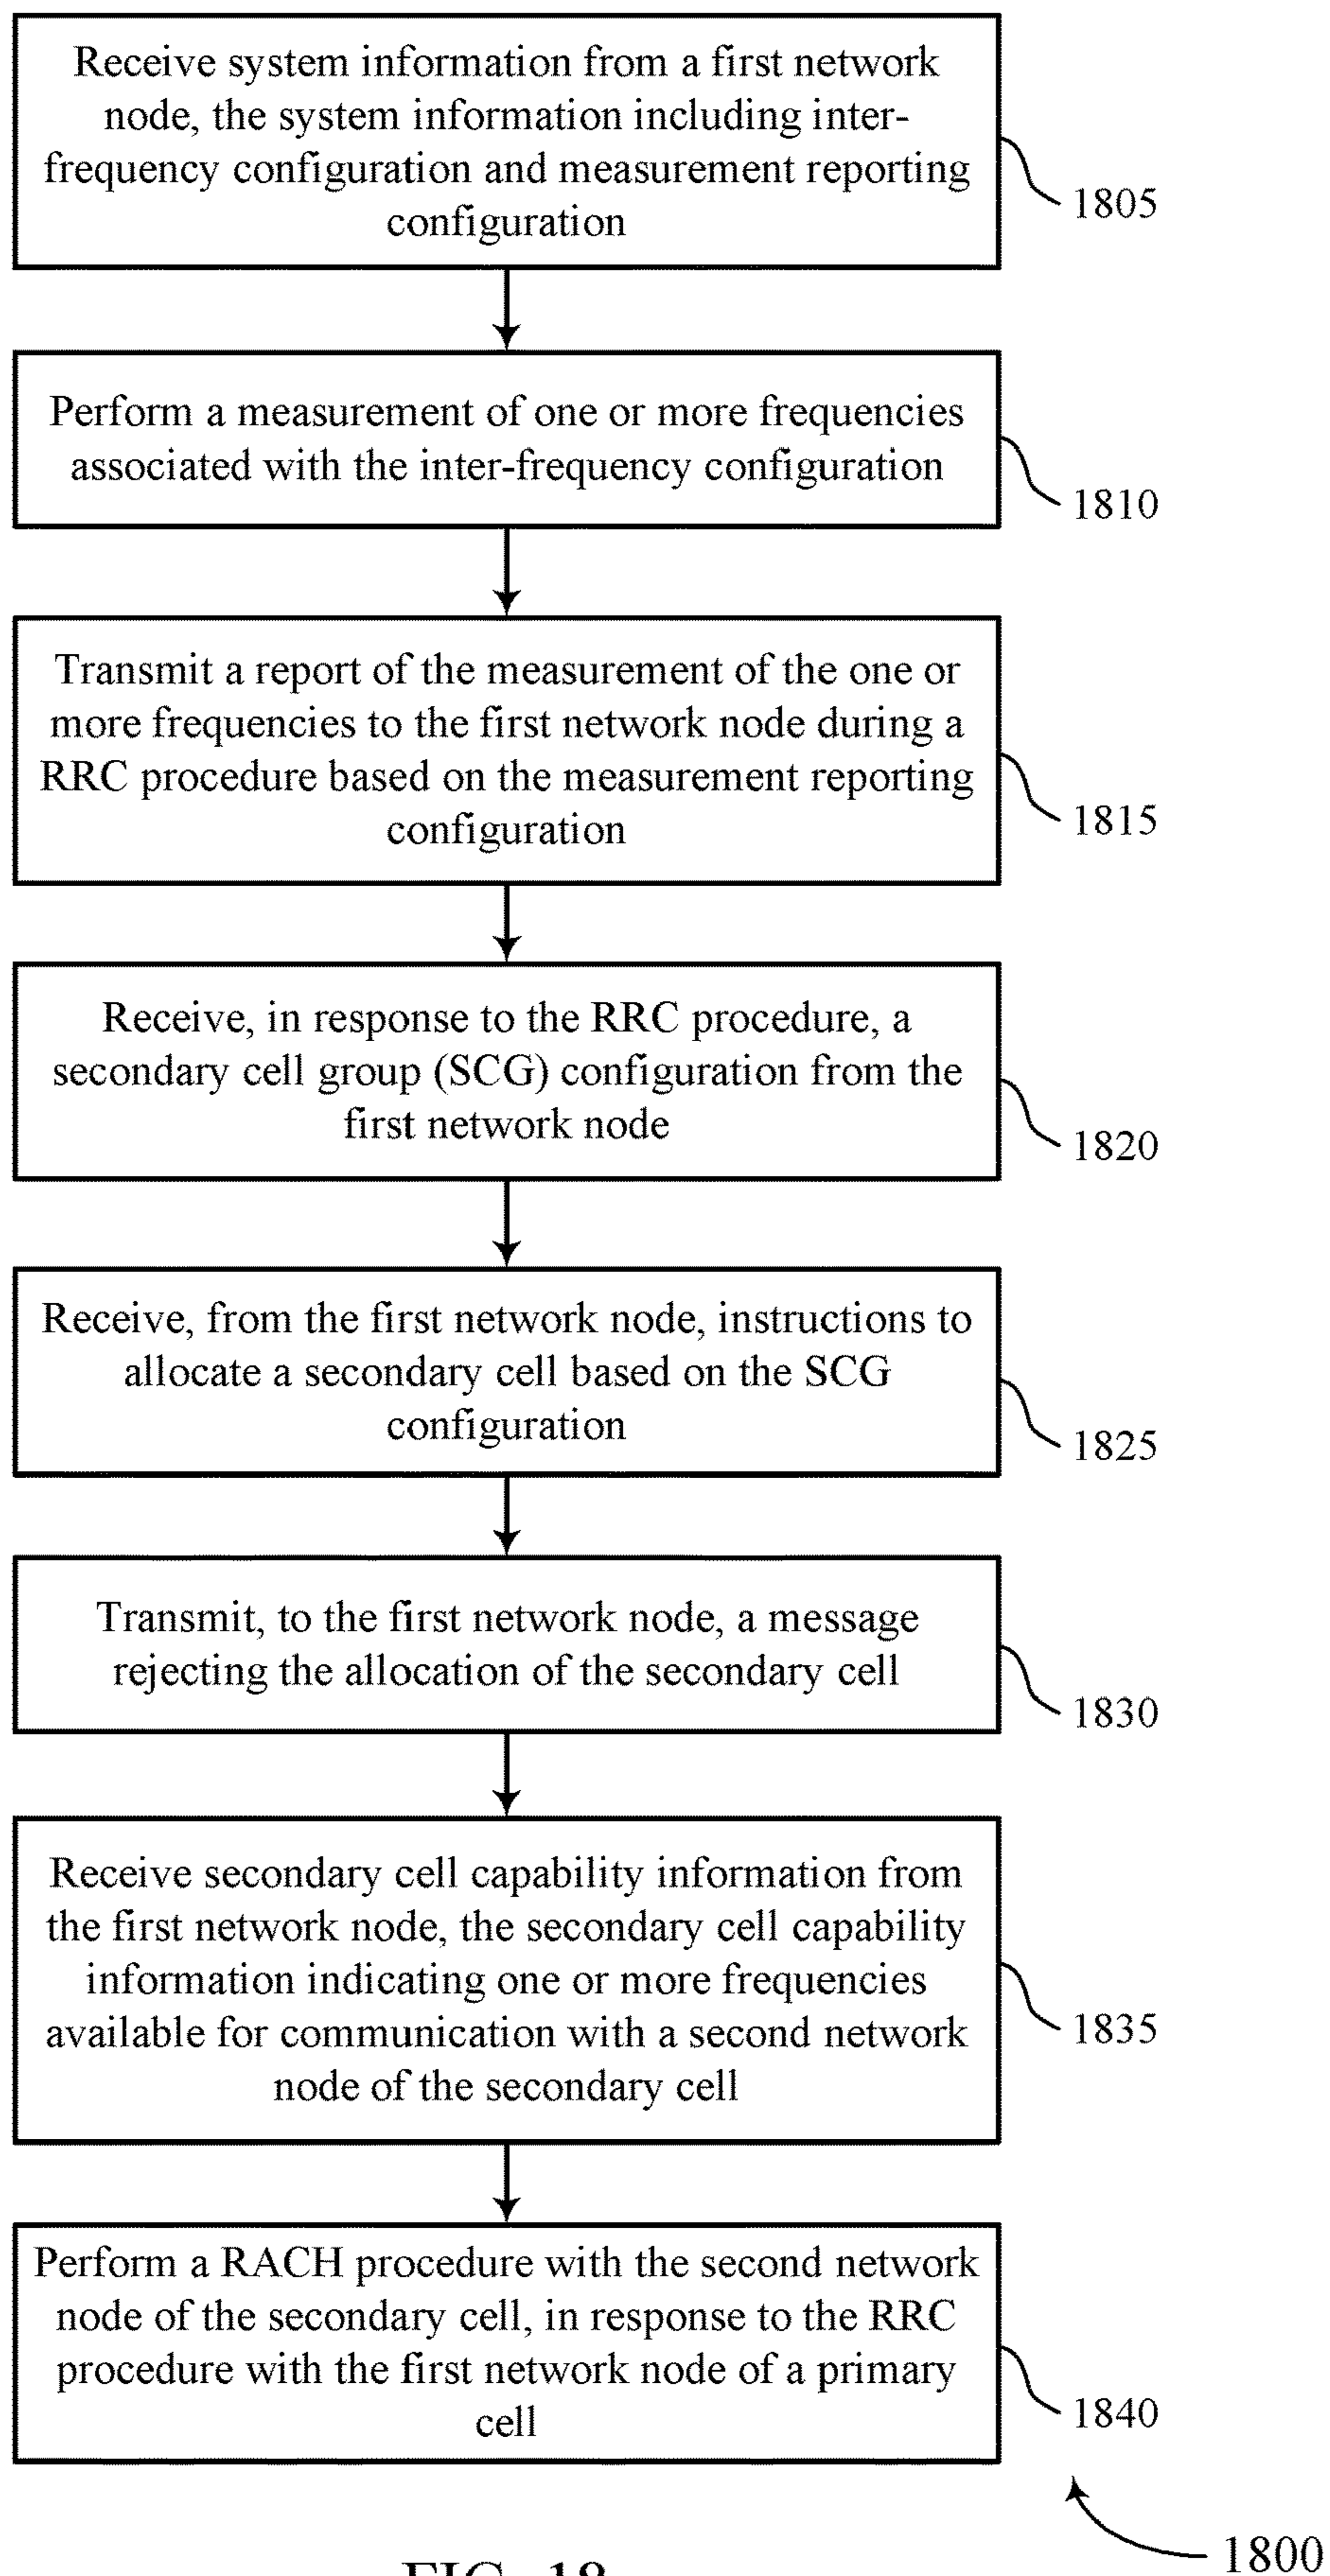 Receive system information from a first network
node, the system information including inter-
frequency configuration and measurement reporting
configuration
1805
Perform a measurement of one or more frequencies
associated with the inter-frequency configuration
1810
Transmit a report of the measurement of the one or
more frequencies to the first network node during a
RRC procedure based on the measurement reporting
configuration
1815
Receive, in response to the RRC procedure, a
secondary cell group (SCG) configuration from the
first network node
1820
Receive, from the first network node, instructions to
allocate a secondary cell based on the SCG
configuration
1825
Transmit, to the first network node, a message
rejecting the allocation of the secondary cell
1830
Receive secondary cell capability information from
the first network node, the secondary cell capability
information indicating one or more frequencies
available for communication with a second network
node of the secondary cell
1835
Perform a RACH procedure with the second network
node of the secondary cell, in response to the RRC
procedure with the first network node of a primary
cell
1840
1800
FIG. 18